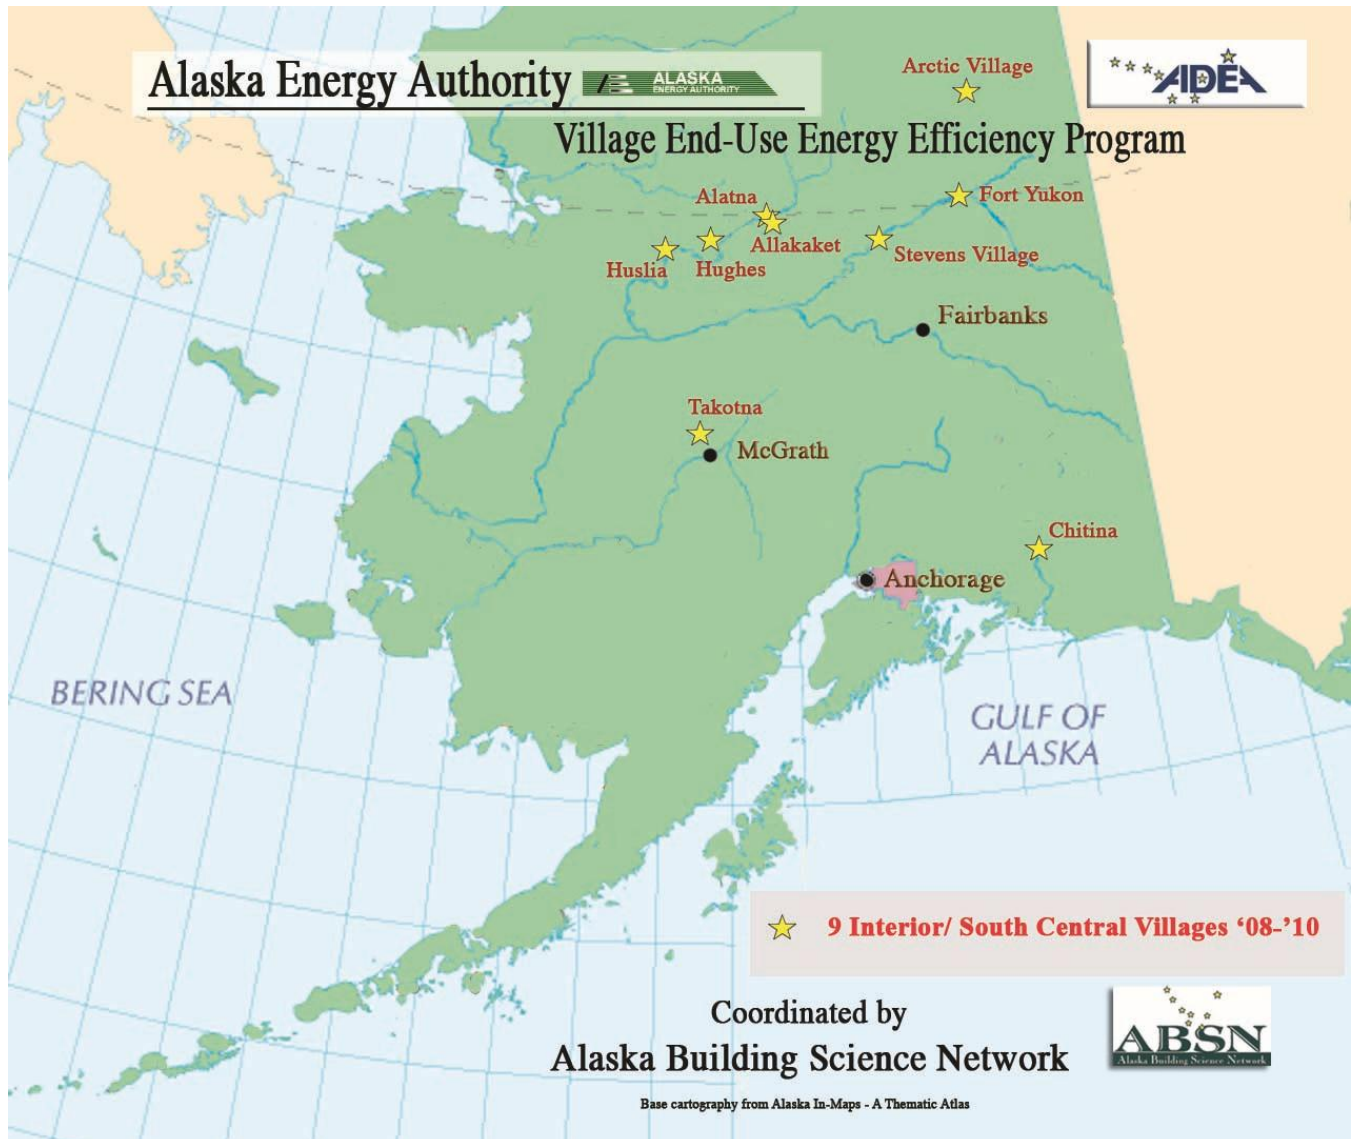 Alaska Energy Authority
ALASKA
ENERGY AUTHORITY
Arctic Village
AIDEA
Village End-Use Energy Efficiency Program
Alatna
Fort Yukon
Allakaket
Stevens Village
Huslia
Hughes
Fairbanks
Takotna
McGrath
Chitina
Anchorage
BERING SEA
GULF OF
ALASKA
9 Interior/ South Central Villages ‘08-’10
Coordinated by
Alaska Building Science Network
ABSN
Alaska Building Science Network
Base cartography from Alaska In-Maps - A Thematic Atlas